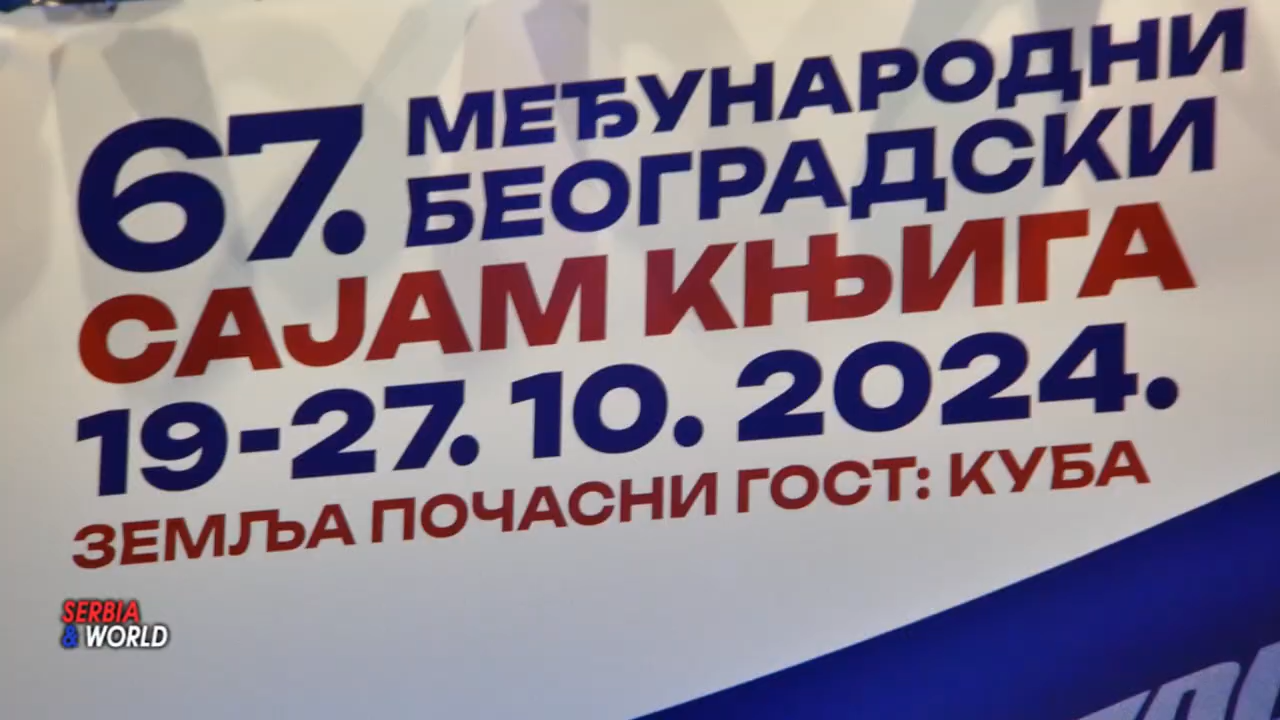 67. МЕЂУНАРОДНИ
БЕОГРАДСКИ
САЈАМ КЊИГА
19-27. 10. 2024.
ЗЕМЉА ПОЧАСНИ ГОСТ: КУБА
SERBIA
& WORLD